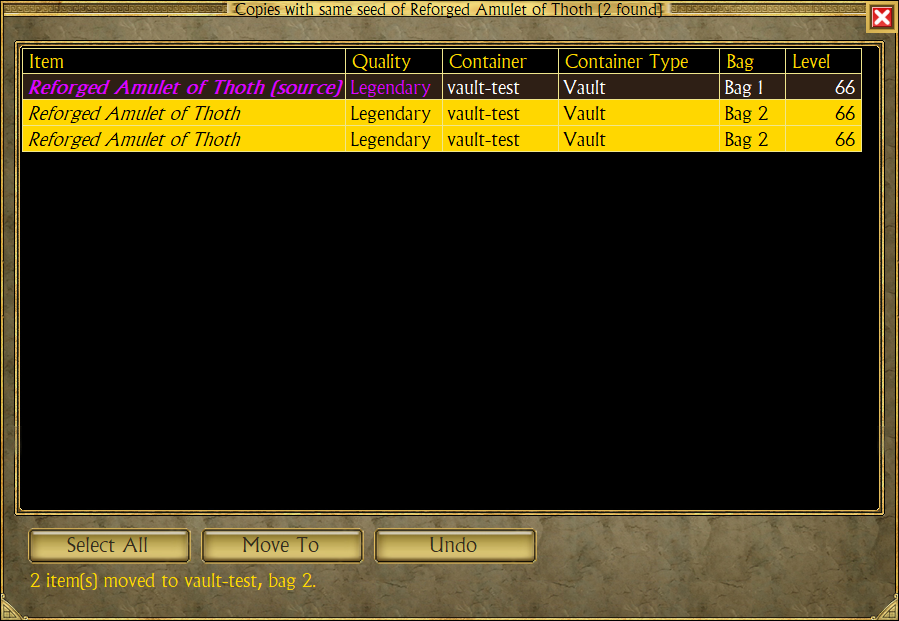 Copies with same seed of Reforged Amulet of Thoth (2 found)
Item Quality Container Container Type Bag Level
Reforged Amulet of Thoth (source) Legendary vault-test Vault Bag 1 66
Reforged Amulet of Thoth Legendary vault-test Vault Bag 2 66
Reforged Amulet of Thoth Legendary vault-test Vault Bag 2 66
Select All Move To Undo
2 item(s) moved to vault-test, bag 2.